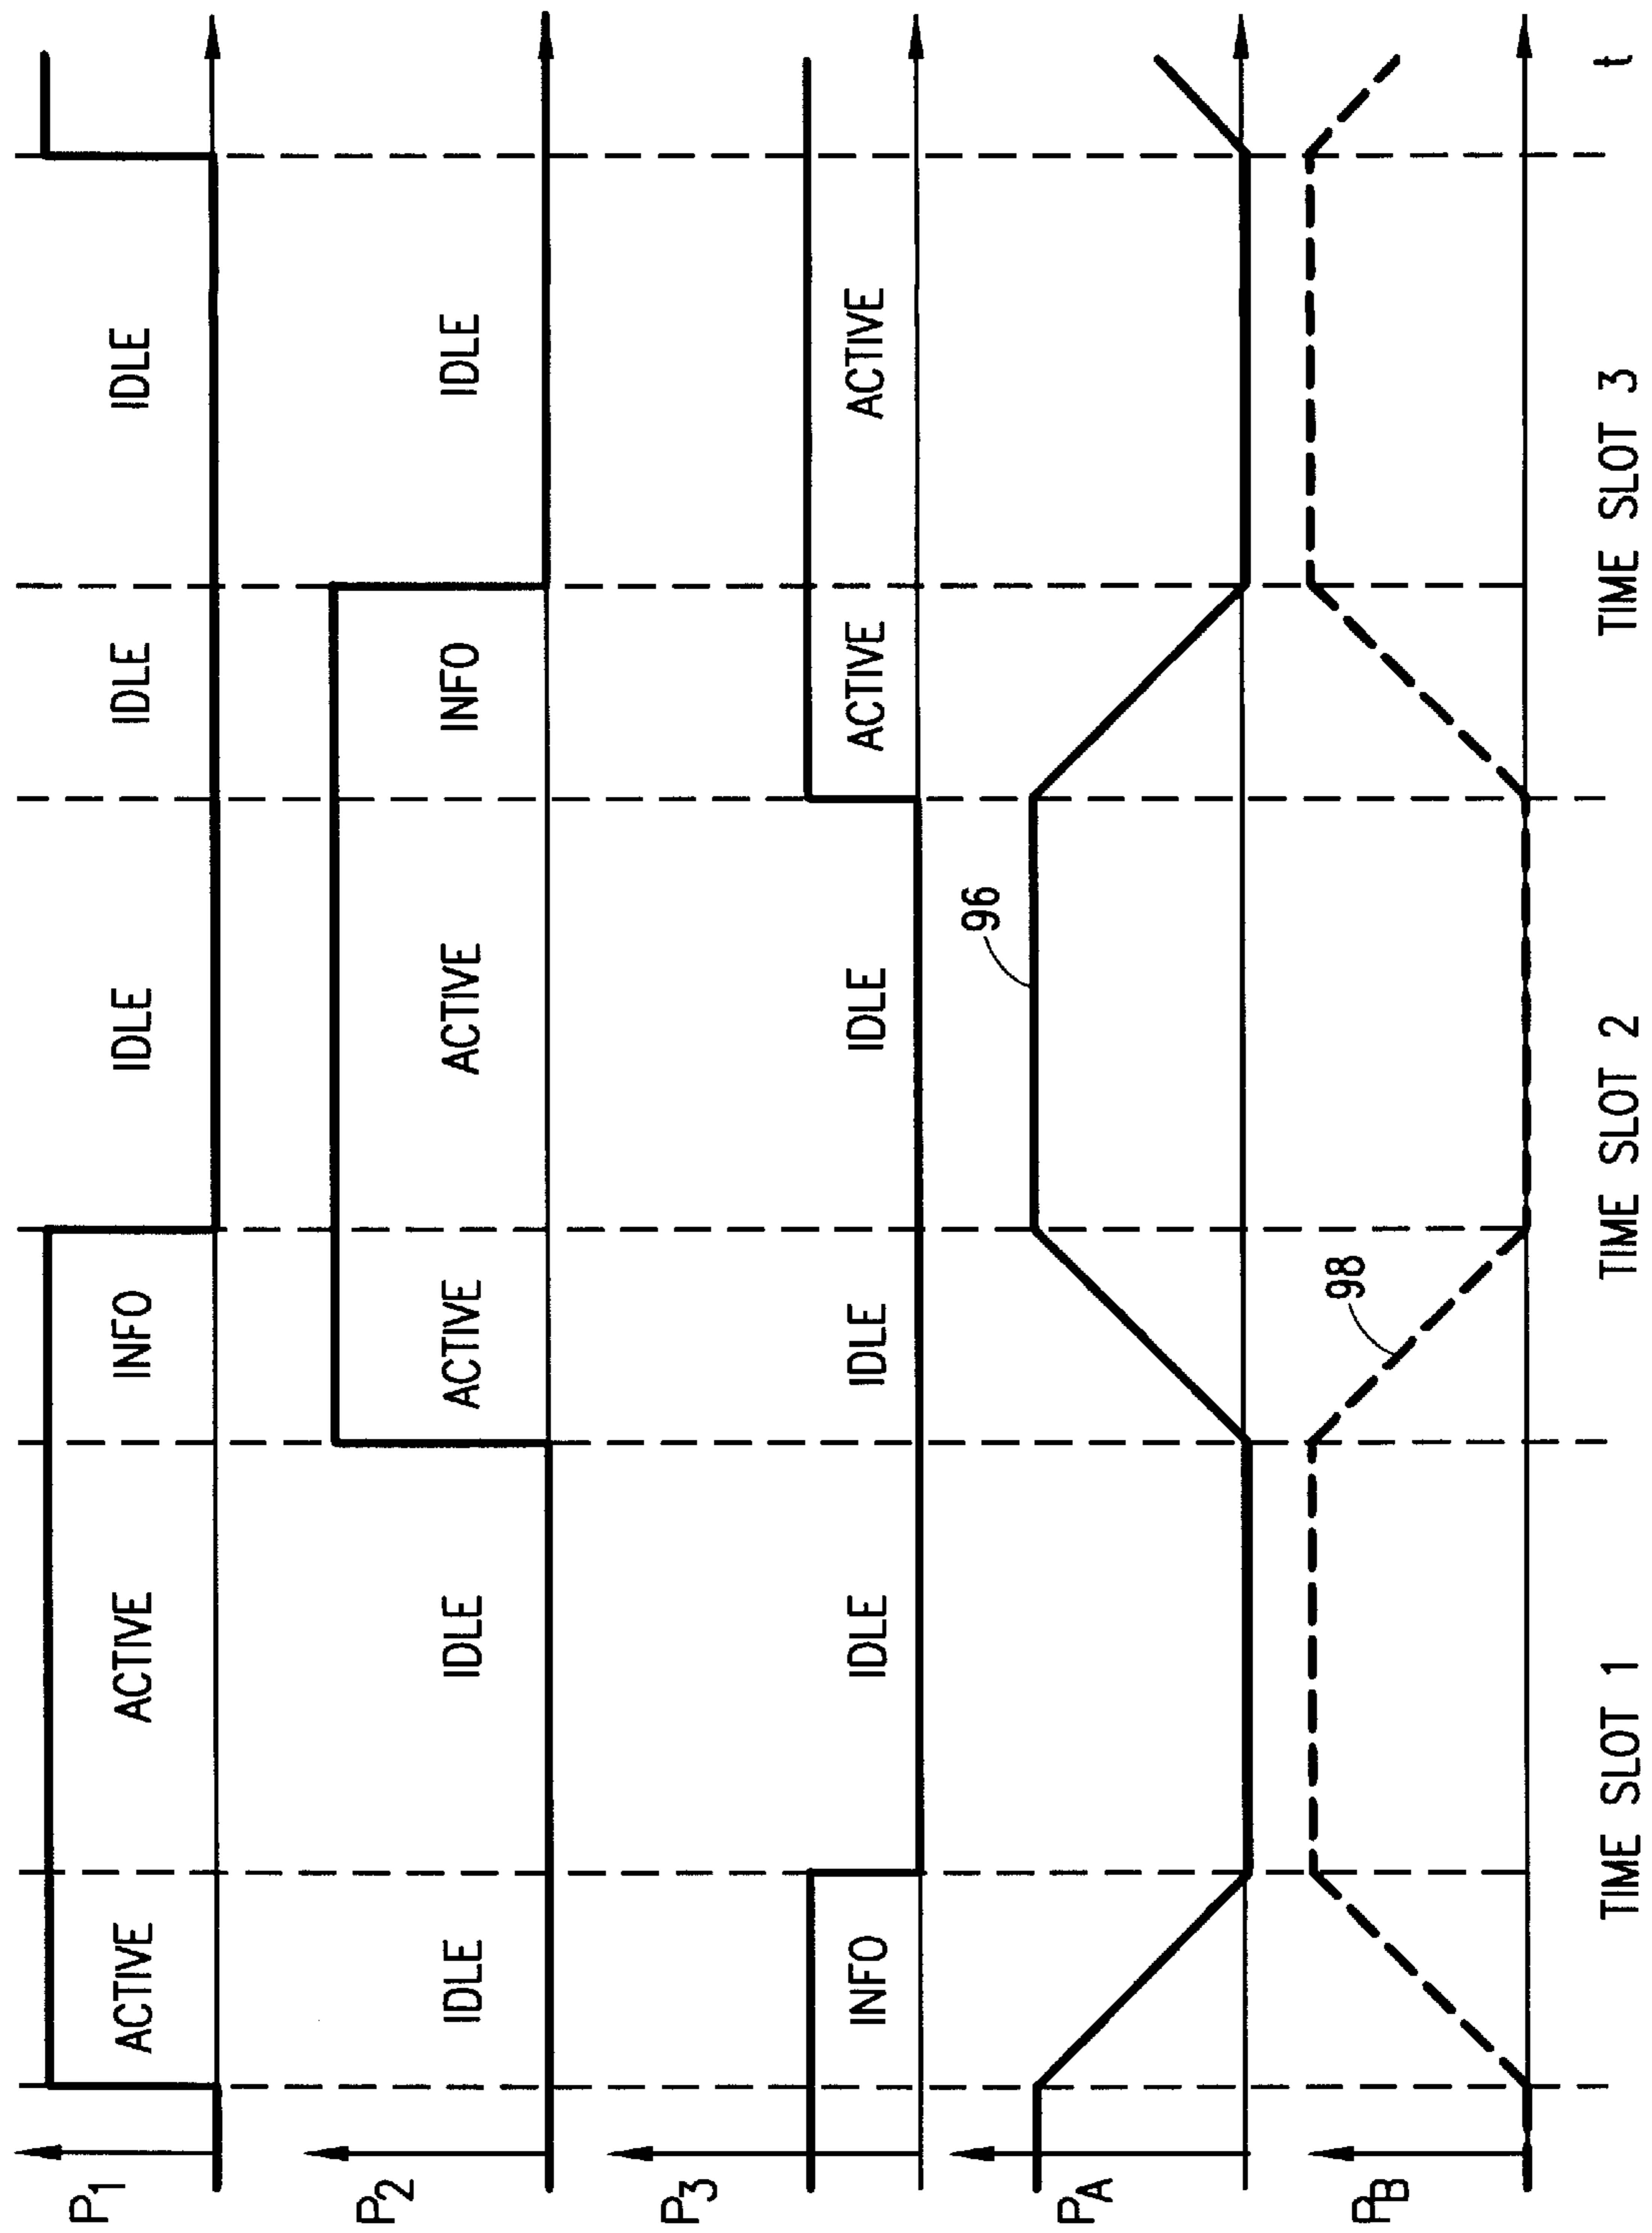 P1 ACTIVE ACTIVE INFO IDLE IDLE IDLE
P2 IDLE IDLE ACTIVE ACTIVE INFO IDLE
P3 INFO IDLE IDLE IDLE ACTIVE ACTIVE
96
PA
98
PB
TIME SLOT 1 TIME SLOT 2 TIME SLOT 3 t